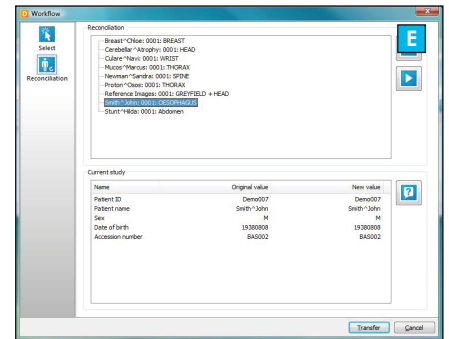 Workflow
Select
Reconciliation
Reconciliation
Breast^Chloe: 0001: BREAST
Cerebellar^Atrophy: 0001: HEAD
Culare^Navi: 0001: WRIST
Mucos^Marcus: 0001: THORAX
Newman^Sandra: 0001: SPINE
Proton^Osos: 0001: THORAX
Reference Images: 0001: GREYFIELD + HEAD
Smith^John: 0001: OESOPHAGUS
Stunt^Hilda: 0001: Abdomen
E
Current study
Name Original value New value
Patient ID Demo007 Demo007
Patient name Smith^John Smith^John
Sex M M
Date of birth 19380808 19380808
Accession number BAS002 BAS002
Transfer Cancel